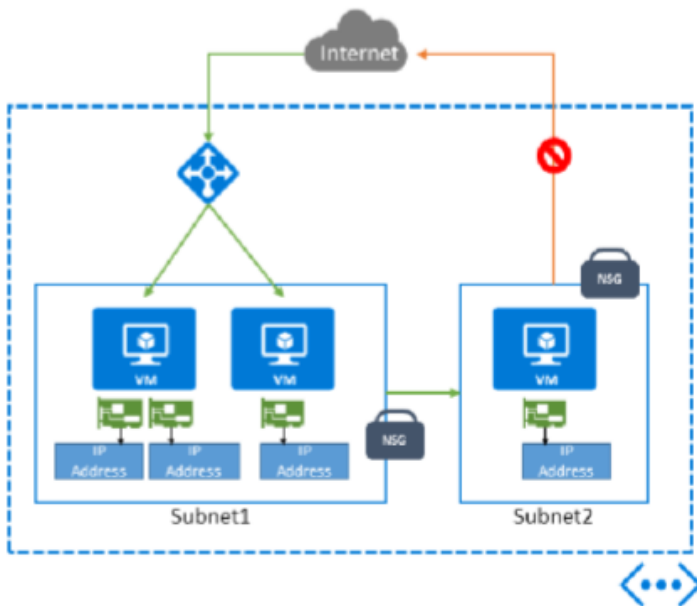 Internet
NSG
VM
VM
VM
NSG
IP
Address
IP
Address
IP
Address
IP
Address
Subnet1
Subnet2